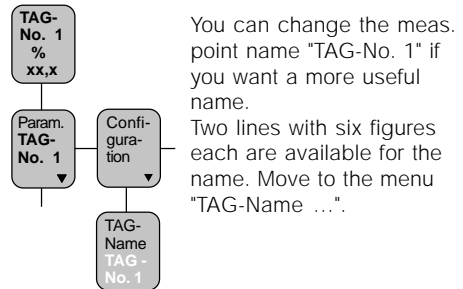 TAG-
No. 1
%
xx,x
Param.
TAG-
No. 1
Confi-
gura-
tion
TAG-
Name
TAG -
No. 1
You can change the meas.
point name "TAG-No. 1" if
you want a more useful
name.
Two lines with six figures
each are available for the
name. Move to the menu
"TAG-Name ...".